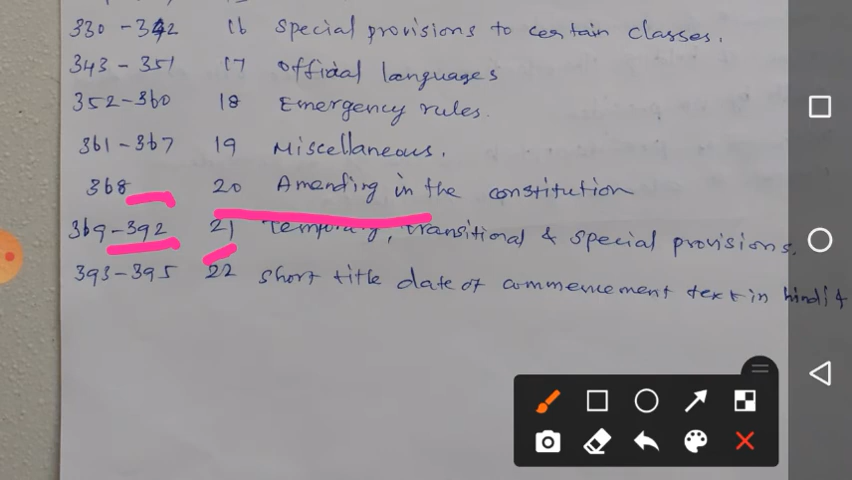 330 - 342 16 Special provisions to certain classes.
343 - 351 17 Official languages
352-360 18 Emergency rules.
361 - 367 19 Miscellaneous.
368 20 Amending in the constitution
369-392 21 Temporary, transitional & special provisions.
393-395 22 Short title date of commencement text in hindi &